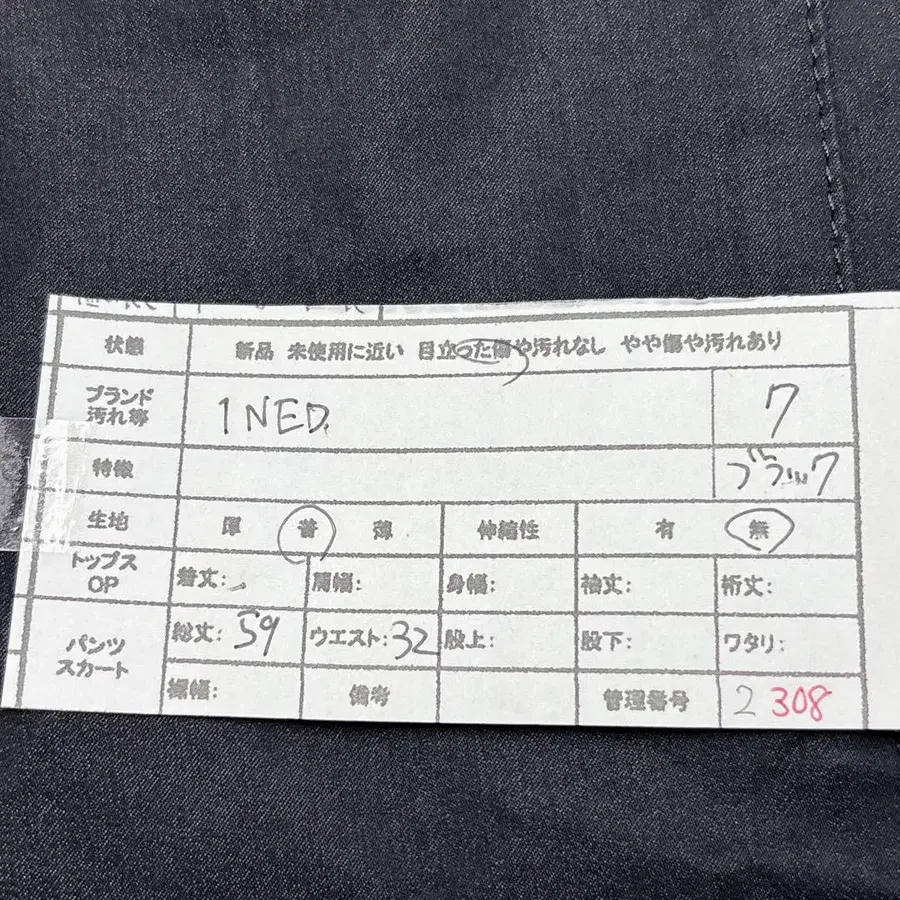 状態 新品 未使用に近い 目立った傷や汚れなし やや傷や汚れあり
ブランド 汚れ等 INED. 7
特徴 ブラック
生地 厚 普 薄 伸縮性 有 無
トップス OP 着丈: 肩幅: 身幅: 袖丈: 裄丈:
パンツ スカート 総丈: 59 ウエスト: 32 股上: 股下: ワタリ:
裾幅: 備考 管理番号 2 308